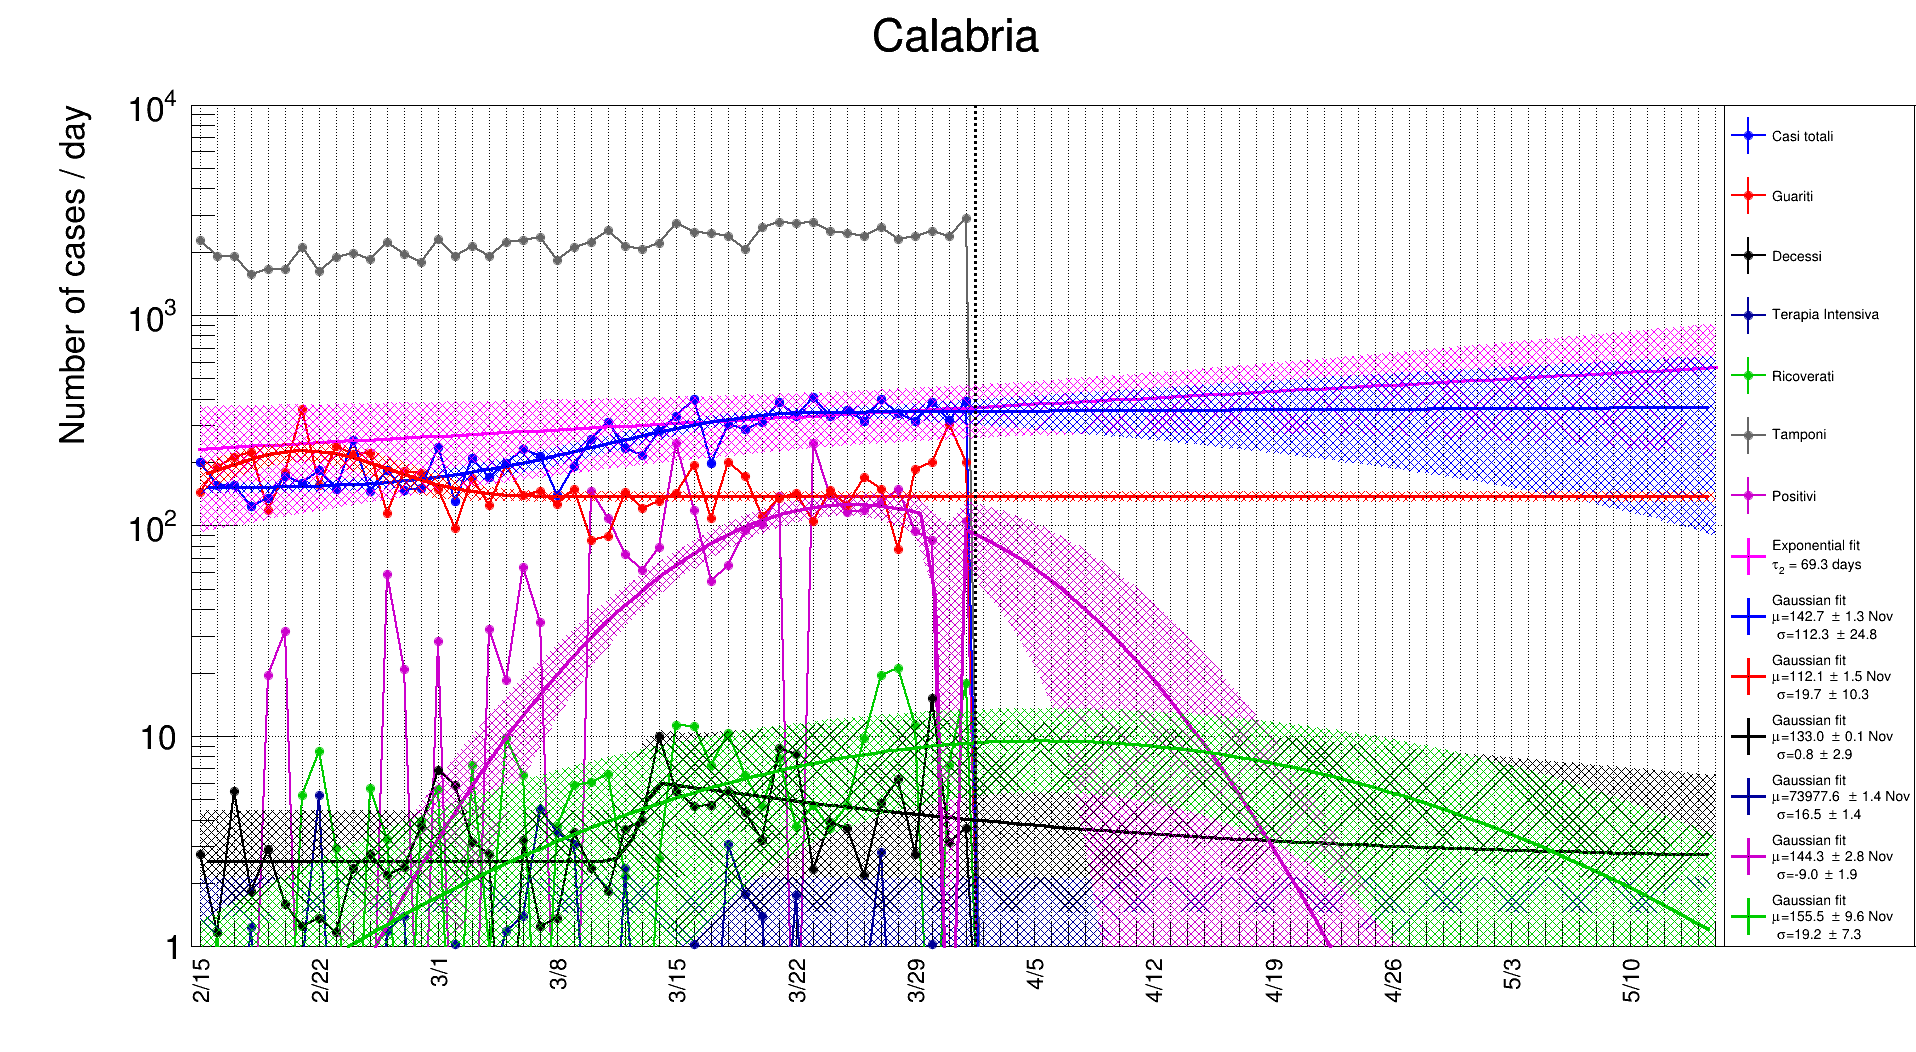 Calabria
Number of cases / day
10^4
10^3
10^2
10
1
2/15
2/22
3/1
3/8
3/15
3/22
3/29
4/5
4/12
4/19
4/26
5/3
5/10
Casi totali
Guariti
Decessi
Terapia Intensiva
Ricoverati
Tamponi
Positivi
Exponential fit
τ_2 = 69.3 days
Gaussian fit
μ=142.7 ± 1.3 Nov
σ=112.3 ± 24.8
Gaussian fit
μ=112.1 ± 1.5 Nov
σ=19.7 ± 10.3
Gaussian fit
μ=133.0 ± 0.1 Nov
σ=0.8 ± 2.9
Gaussian fit
μ=73977.6 ± 1.4 Nov
σ=16.5 ± 1.4
Gaussian fit
μ=144.3 ± 2.8 Nov
σ=-9.0 ± 1.9
Gaussian fit
μ=155.5 ± 9.6 Nov
σ=19.2 ± 7.3